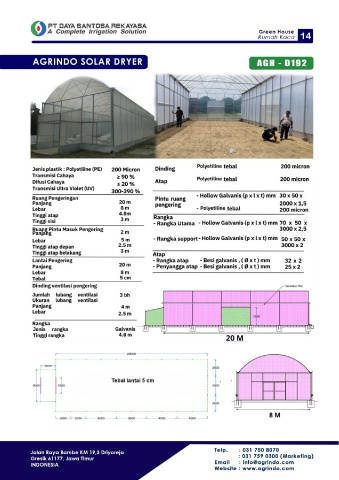 PT DAYA SANTOSA REKAYASA
A Complete Irrigation Solution
Green House
Rumah Kaca
14
AGRINDO SOLAR DRYER
AGH - D192
Jenis plastik : Polyetiline (PE) 200 Micron
Transmisi Cahaya ≥ 90 %
Difusi Cahaya ≤ 20 %
Transmisi Ultra Violet (UV) 300-390 %
Ruang Pengeringan
Panjang 20 m
Lebar 8 m
Tinggi atap 4.8m
Tinggi sisi 3 m
Ruang Pintu Masuk Pengering
Panjang 2 m
Lebar 5 m
Tinggi atap depan 2.5 m
Tinggi atap belakang 3 m
Lantai Pengering
Panjang 20 m
Lebar 8 m
Tebal 5 cm
Dinding ventilasi pengering
Jumlah lubang ventilasi 3 bh
Ukuran lubang ventilasi
Panjang 4 m
Lebar 2.5 m
Rangka
Jenis rangka Galvanis
Tinggi rangka 4.8 m
Dinding Polyetiline tebal 200 micron
Atap Polyetiline tebal 200 micron
Pintu ruang pangering
- Hollow Galvanis (p x l x t) mm 30 x 50 x 2000 x 1,5
- Polyetiline tebal 200 micron
Rangka
- Rangka Utama - Hollow Galvanis (p x l x t) mm 70 x 50 x 3000 x 2,5
- Rangka support - Hollow Galvanis (p x l x t) mm 50 x 50 x 3000 x 2
Atap
- Rangka atap - Besi galvanis , ( Ø x t ) mm 32 x 2
- Penyangga atap - Besi galvanis , ( Ø x t ) mm 25 x 2
20 M
Tebal lantai 5 cm
8 M
Jalan Raya Bambe KM 19,3 Driyorejo
Gresik 61177, Jawa Timur
INDONESIA
Telp. : 031 750 8070
: 031 759 0300 (Marketing)
Email : info@agrindo.com
Website : www.agrindo.com